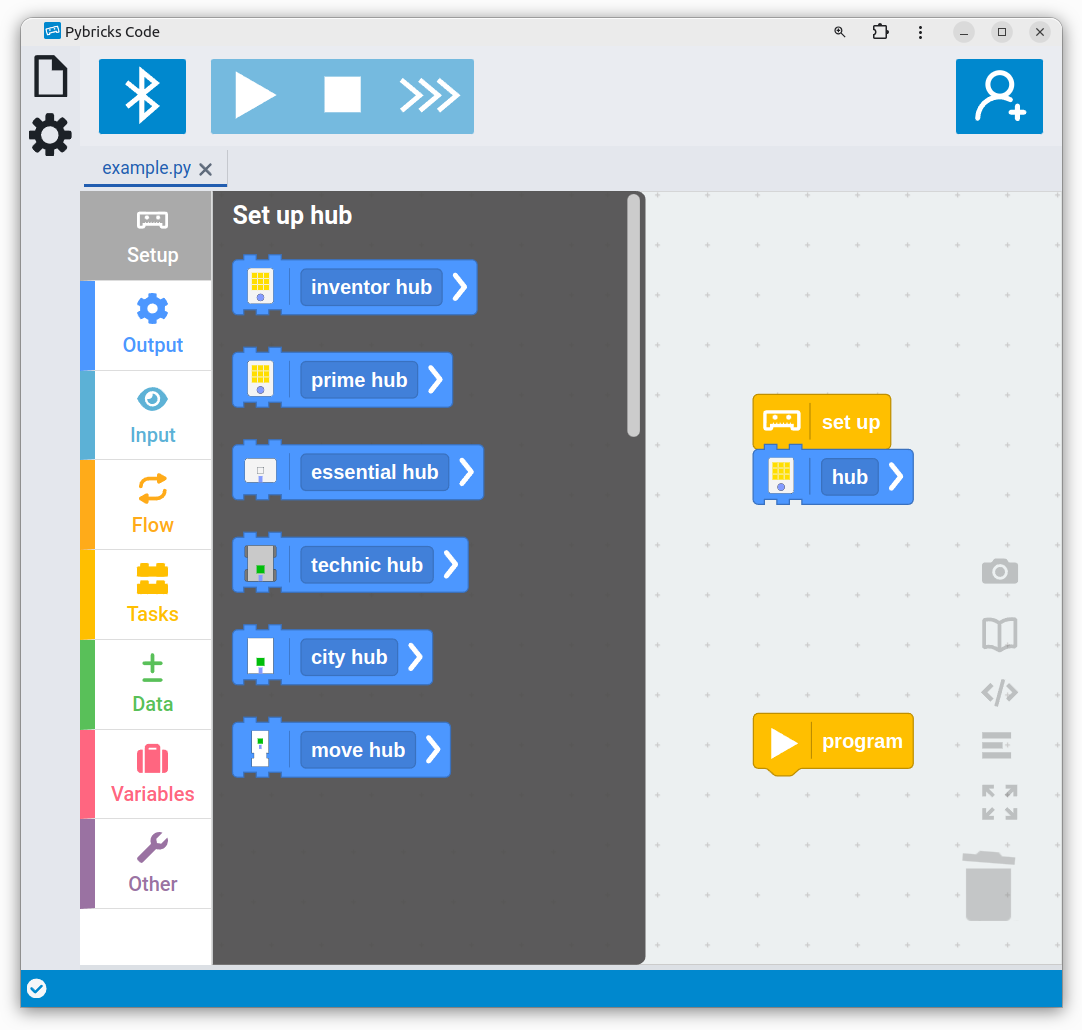 Pybricks Code
example.py
Setup
Output
Input
Flow
Tasks
Data
Variables
Other
Set up hub
inventor hub
prime hub
essential hub
technic hub
city hub
move hub
set up
hub
program